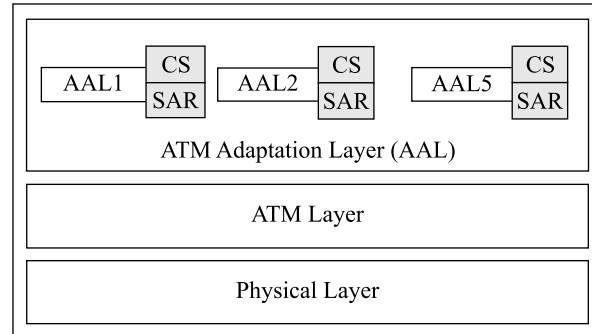 CS CS CS
AAL1 AAL2 AAL5
SAR SAR SAR
ATM Adaptation Layer (AAL)
ATM Layer
Physical Layer